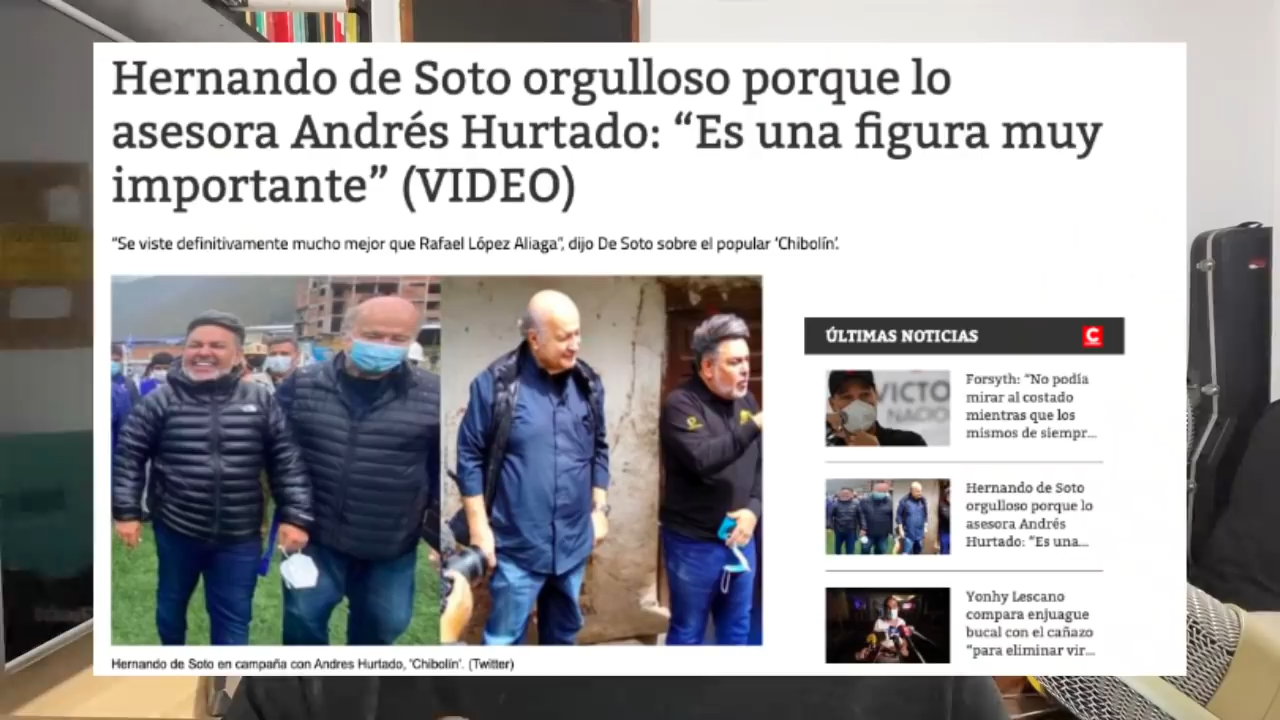 Hernando de Soto orgulloso porque lo
asesora Andrés Hurtado: “Es una figura muy
importante” (VIDEO)
“Se viste definitivamente mucho mejor que Rafael López Aliaga”, dijo De Soto sobre el popular ‘Chibolín’.
ÚLTIMAS NOTICIAS
C
VICTO
NACIO
Forsyth: “No podía
mirar al costado
mientras que los
mismos de siempr...
Hernando de Soto
orgulloso porque lo
asesora Andrés
Hurtado: “Es una...
Yonhy Lescano
compara enjuague
bucal con el cañazo
“para eliminar vir...
Hernando de Soto en campaña con Andres Hurtado, 'Chibolín'. (Twitter)